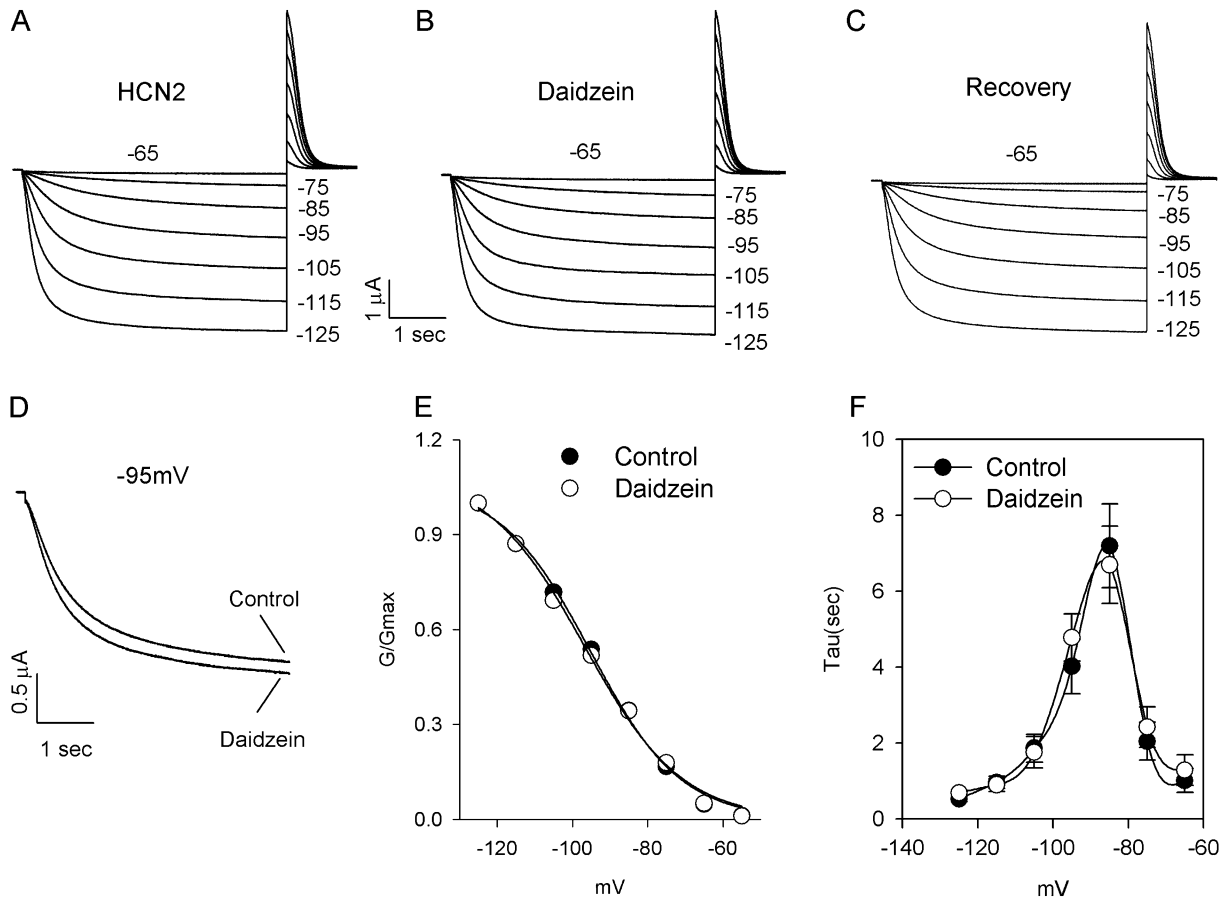 A
HCN2
-65
-75
-85
-95
-105
-115
-125
B
Daidzein
-65
-75
-85
-95
-105
-115
-125
1 μA
1 sec
C
Recovery
-65
-75
-85
-95
-105
-115
-125
D
-95mV
Control
Daidzein
0.5 μA
1 sec
E
Control
Daidzein
G/Gmax
1.2
0.9
0.6
0.3
0.0
-120
-100
-80
-60
mV
F
Control
Daidzein
Tau(sec)
10
8
6
4
2
0
-140
-120
-100
-80
-60
mV